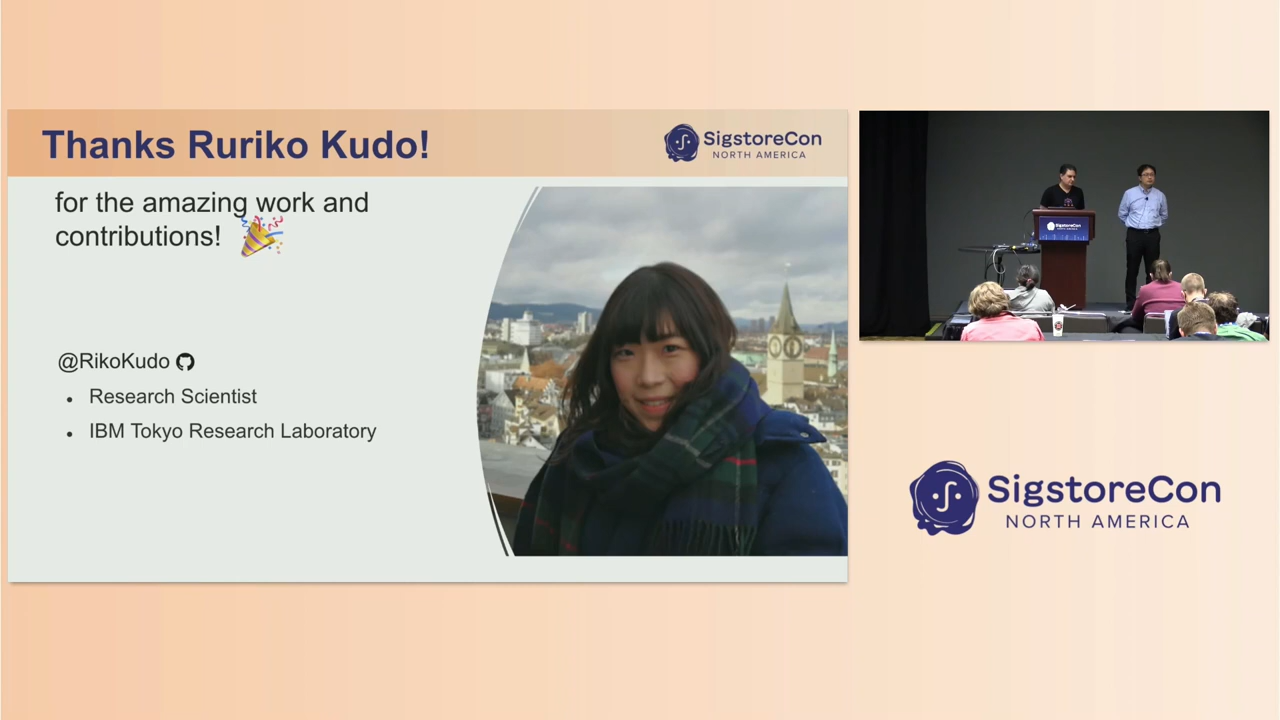 Thanks Ruriko Kudo!
SigstoreCon
NORTH AMERICA
for the amazing work and
contributions!
@RikoKudo
• Research Scientist
• IBM Tokyo Research Laboratory
SigstoreCon
SigstoreCon
NORTH AMERICA